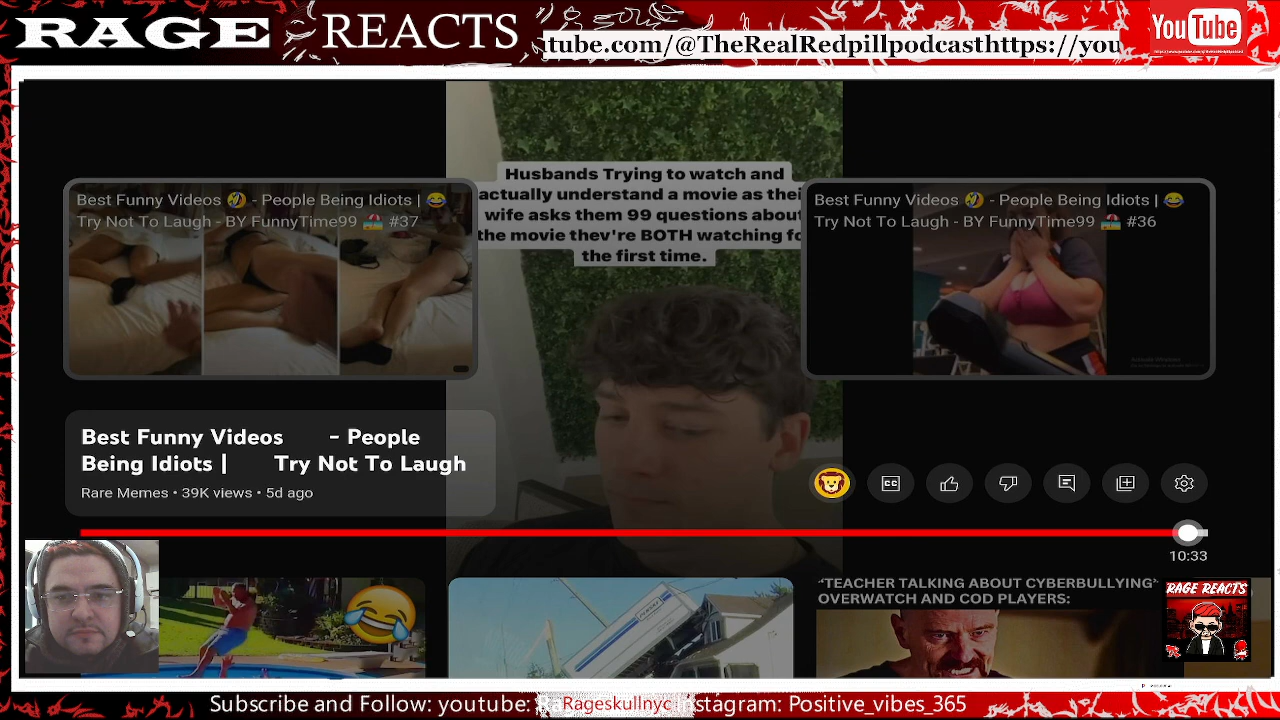 RAGE REACTS
tube.com/@TheRealRedpillpodcasthttps://you
YouTube
Husbands Trying to watch and
actually understand a movie as thei
wife asks them 99 questions about
the movie they're BOTH watching fo
the first time.
Best Funny Videos 🤣 - People Being Idiots | 😂
Try Not To Laugh - BY FunnyTime99 🏖️ #37
Best Funny Videos 🤣 - People Being Idiots | 😂
Try Not To Laugh - BY FunnyTime99 🏖️ #36
Best Funny Videos - People
Being Idiots | Try Not To Laugh
Rare Memes • 39K views • 5d ago
CC
10:33
*TEACHER TALKING ABOUT CYBERBULLYING*
OVERWATCH AND COD PLAYERS:
RAGE REACTS
Subscribe and Follow: youtube: Rageskullnyc Instagram: Positive_vibes_365